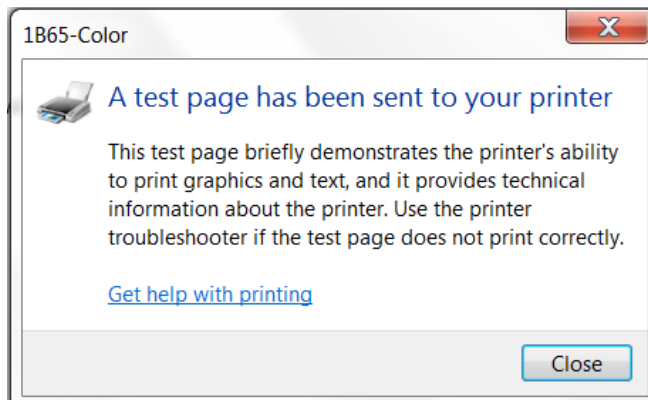 1B65-Color
A test page has been sent to your printer
This test page briefly demonstrates the printer's ability
to print graphics and text, and it provides technical
information about the printer. Use the printer
troubleshooter if the test page does not print correctly.
Get help with printing
Close